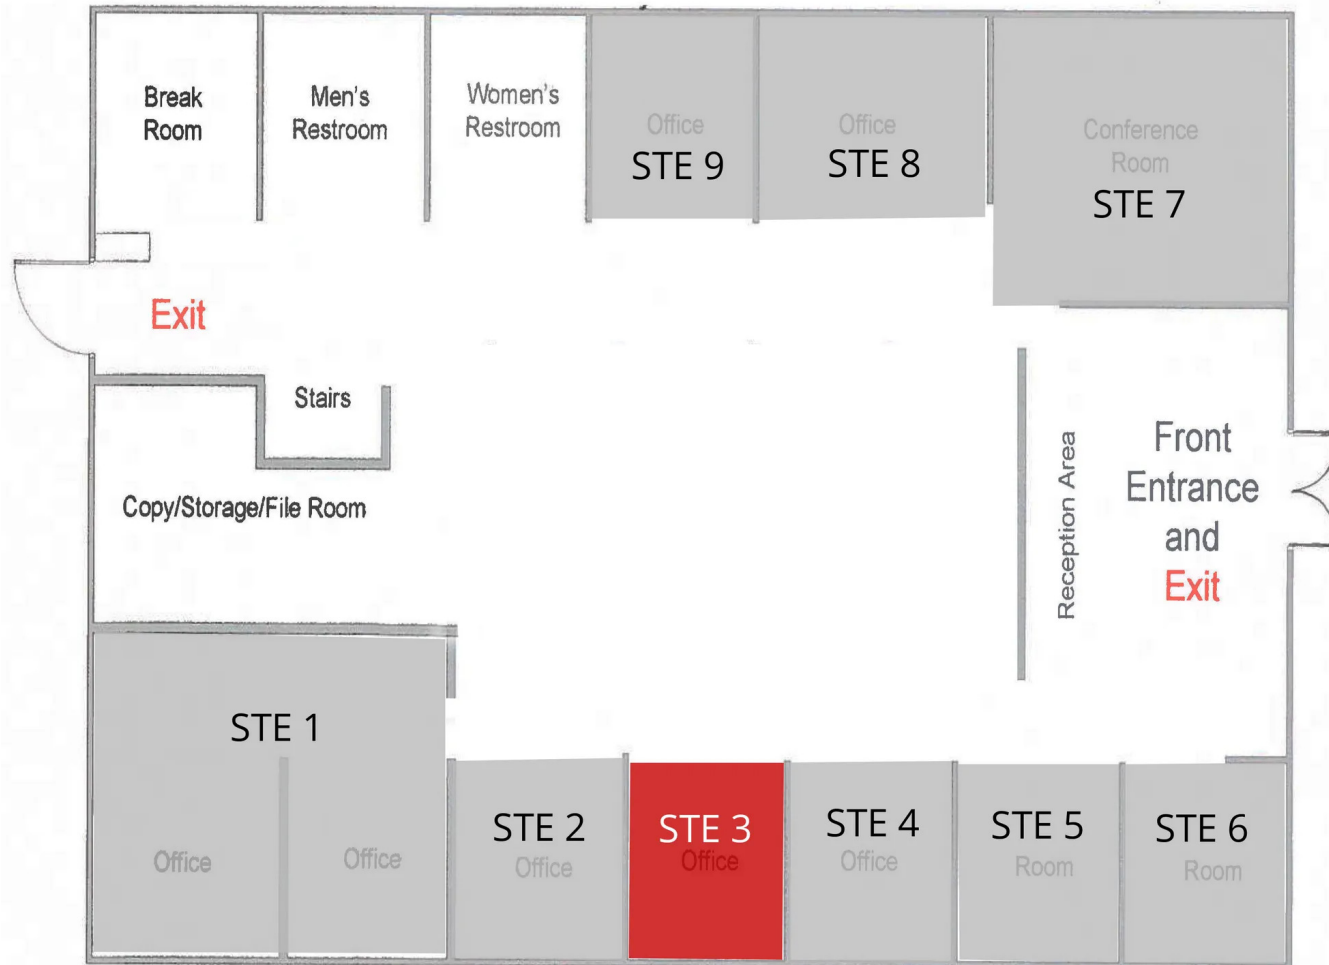 Break
Room
Men's
Restroom
Women's
Restroom
Office
STE 9
Office
STE 8
Conference
Room
STE 7
Exit
Stairs
Copy/Storage/File Room
Reception Area
Front
Entrance
and
Exit
STE 1
Office
Office
STE 2
Office
STE 3
Office
STE 4
Office
STE 5
Room
STE 6
Room